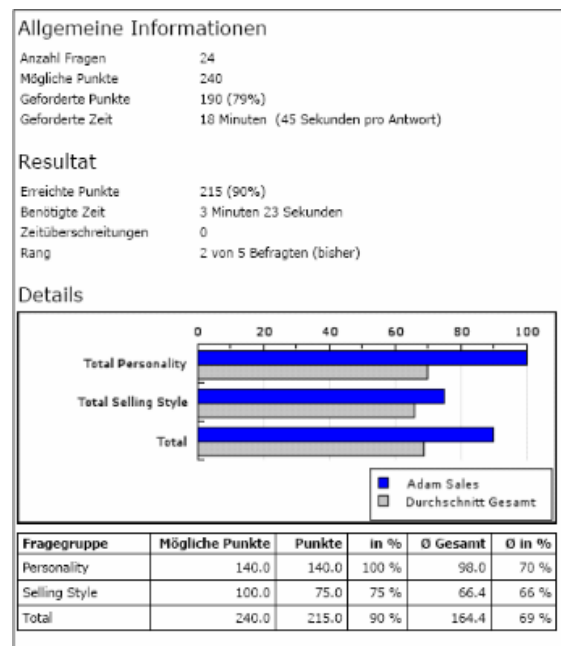 Allgemeine Informationen
Anzahl Fragen 24
Mögliche Punkte 240
Geforderte Punkte 190 (79%)
Geforderte Zeit 18 Minuten (45 Sekunden pro Antwort)
Resultat
Erreichte Punkte 215 (90%)
Benötigte Zeit 3 Minuten 23 Sekunden
Zeitüberschreitungen 0
Rang 2 von 5 Befragten (bisher)
Details
0 20 40 60 80 100
Total Personality
Total Selling Style
Total
Adam Sales
Durchschnitt Gesamt
Fragegruppe Mögliche Punkte Punkte in % Ø Gesamt Ø in %
Personality 140.0 140.0 100 % 98.0 70 %
Selling Style 100.0 75.0 75 % 66.4 66 %
Total 240.0 215.0 90 % 164.4 69 %